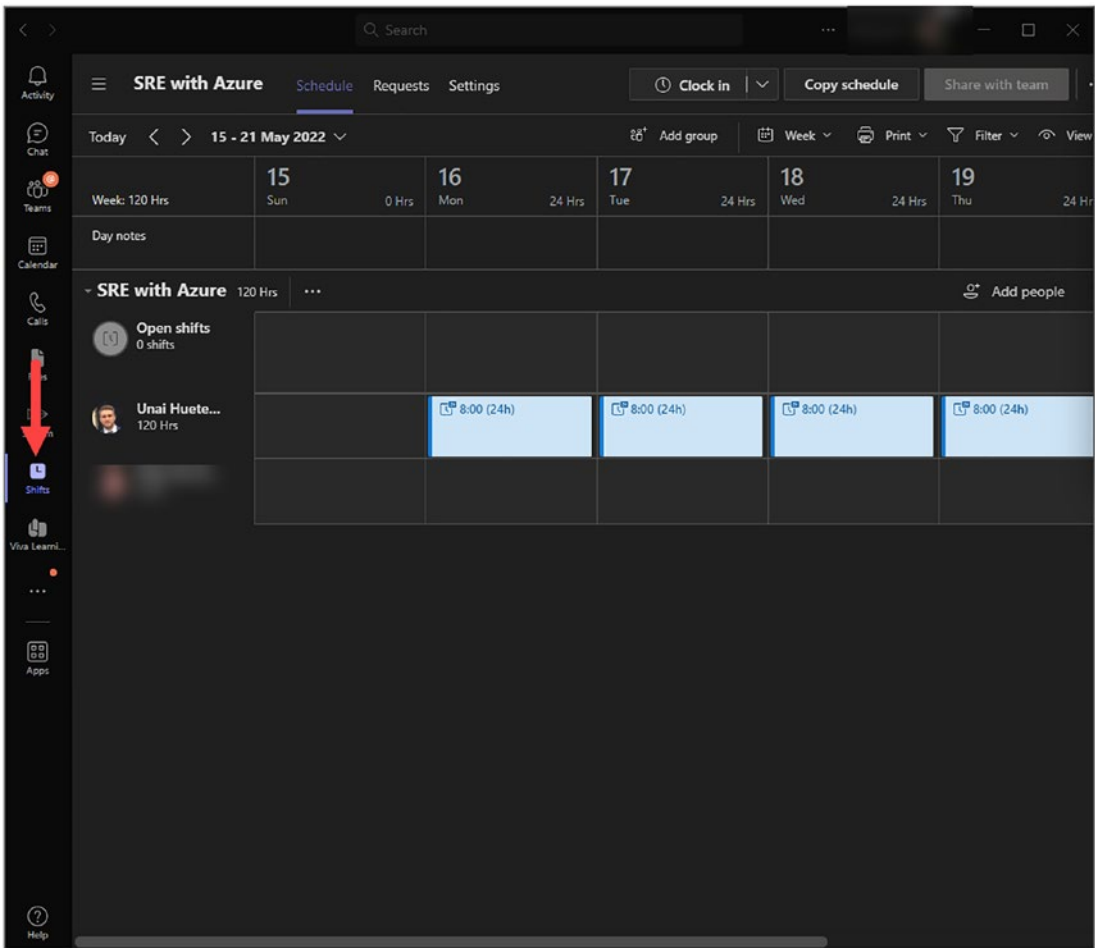 Search
...
Activity
Chat
Teams
Calendar
Calls
Shifts
Viva Learni...
...
Apps
Help
SRE with Azure Schedule Requests Settings Clock in Copy schedule Share with team
Today 15 - 21 May 2022 Add group Week Print Filter View
Week: 120 Hrs
15
Sun 0 Hrs
16
Mon 24 Hrs
17
Tue 24 Hrs
18
Wed 24 Hrs
19
Thu 24 Hr
Day notes
SRE with Azure 120 Hrs ... Add people
Open shifts
0 shifts
Unai Huete...
120 Hrs
8:00 (24h) 8:00 (24h) 8:00 (24h) 8:00 (24h)